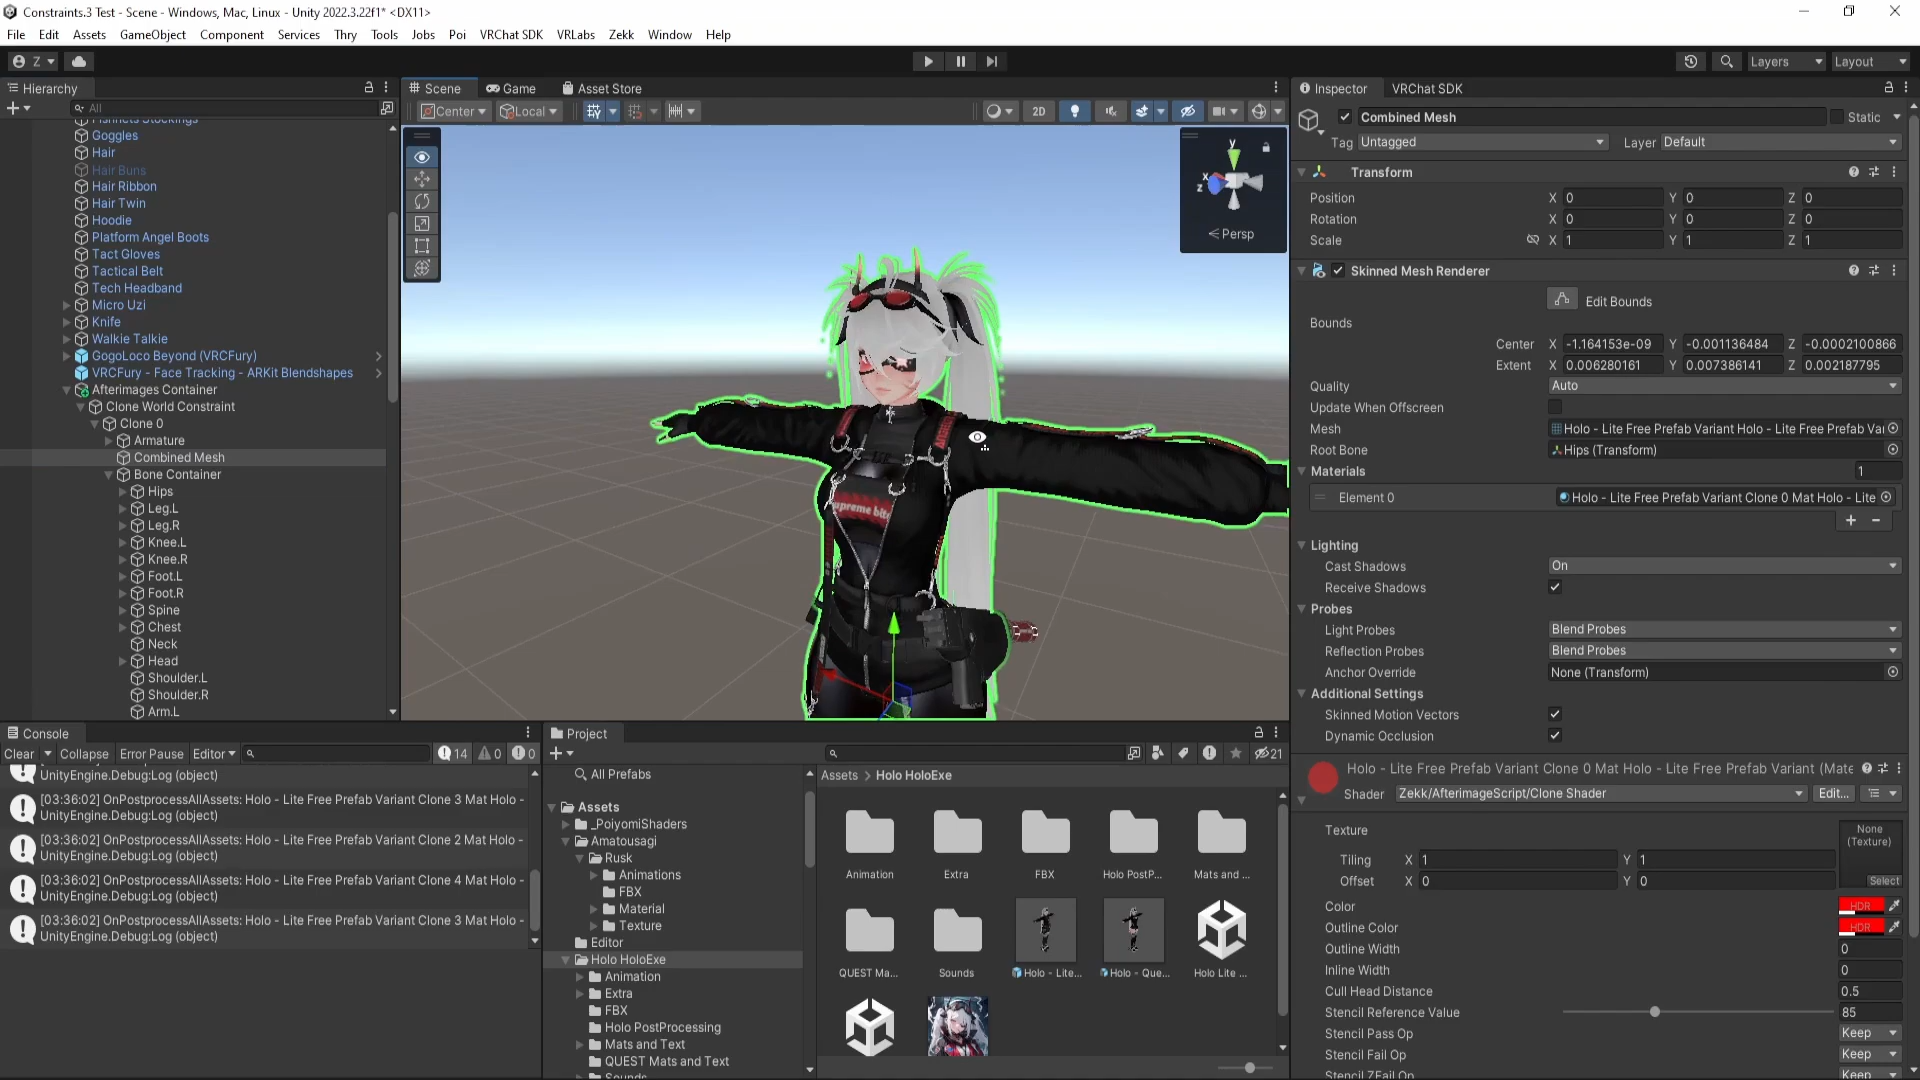 Constraints.3 Test - Scene - Windows, Mac, Linux - Unity 2022.3.22f1* <DX11>
File Edit Assets GameObject Component Services Thry Tools Jobs Poi VRChat SDK VRLabs Zekk Window Help
Z
Layers
Layout
Hierarchy
All
Fishnets Stockings
Goggles
Hair
Hair Buns
Hair Ribbon
Hair Twin
Hoodie
Platform Angel Boots
Tact Gloves
Tactical Belt
Tech Headband
Micro Uzi
Knife
Walkie Talkie
GogoLoco Beyond (VRCFury)
VRCFury - Face Tracking - ARKit Blendshapes
Afterimages Container
Clone World Constraint
Clone 0
Armature
Combined Mesh
Bone Container
Hips
Leg.L
Leg.R
Knee.L
Knee.R
Foot.L
Foot.R
Spine
Chest
Neck
Head
Shoulder.L
Shoulder.R
Arm.L
Scene Game Asset Store
Center Local 2D
y
x
z
Persp
Inspector VRChat SDK
Combined Mesh Static
Tag Untagged Layer Default
Transform
Position X 0 Y 0 Z 0
Rotation X 0 Y 0 Z 0
Scale X 1 Y 1 Z 1
Skinned Mesh Renderer
Edit Bounds
Bounds
Center X -1.164153e-09 Y -0.001136484 Z -0.0002100866
Extent X 0.006280161 Y 0.007386141 Z 0.002187795
Quality Auto
Update When Offscreen
Mesh Holo - Lite Free Prefab Variant Holo - Lite Free Prefab Var
Root Bone Hips (Transform)
Materials 1
Element 0 Holo - Lite Free Prefab Variant Clone 0 Mat Holo - Lite
Lighting
Cast Shadows On
Receive Shadows
Probes
Light Probes Blend Probes
Reflection Probes Blend Probes
Anchor Override None (Transform)
Additional Settings
Skinned Motion Vectors
Dynamic Occlusion
Holo - Lite Free Prefab Variant Clone 0 Mat Holo - Lite Free Prefab Variant (Mate
Shader Zekk/AfterimageScript/Clone Shader Edit...
Texture
None
(Texture)
Select
Tiling X 1 Y 1
Offset X 0 Y 0
Color HDR
Outline Color HDR
Outline Width 0
Inline Width 0
Cull Head Distance 0.5
Stencil Reference Value 85
Stencil Pass Op Keep
Stencil Fail Op Keep
Stencil ZFail Op Keep
Console
Clear Collapse Error Pause Editor 14 0 0
UnityEngine.Debug:Log (object)
[03:36:02] OnPostprocessAllAssets: Holo - Lite Free Prefab Variant Clone 3 Mat Holo -
UnityEngine.Debug:Log (object)
[03:36:02] OnPostprocessAllAssets: Holo - Lite Free Prefab Variant Clone 2 Mat Holo -
UnityEngine.Debug:Log (object)
[03:36:02] OnPostprocessAllAssets: Holo - Lite Free Prefab Variant Clone 4 Mat Holo -
UnityEngine.Debug:Log (object)
[03:36:02] OnPostprocessAllAssets: Holo - Lite Free Prefab Variant Clone 3 Mat Holo -
UnityEngine.Debug:Log (object)
Project
21
All Prefabs
Assets
_PoiyomiShaders
Amatousagi
Rusk
Animations
FBX
Material
Texture
Editor
Holo HoloExe
Animation
Extra
FBX
Holo PostProcessing
Mats and Text
QUEST Mats and Text
Sounds
Assets > Holo HoloExe
Animation Extra FBX Holo PostP... Mats and ...
QUEST Ma... Sounds Holo - Lite... Holo - Que... Holo Lite ...